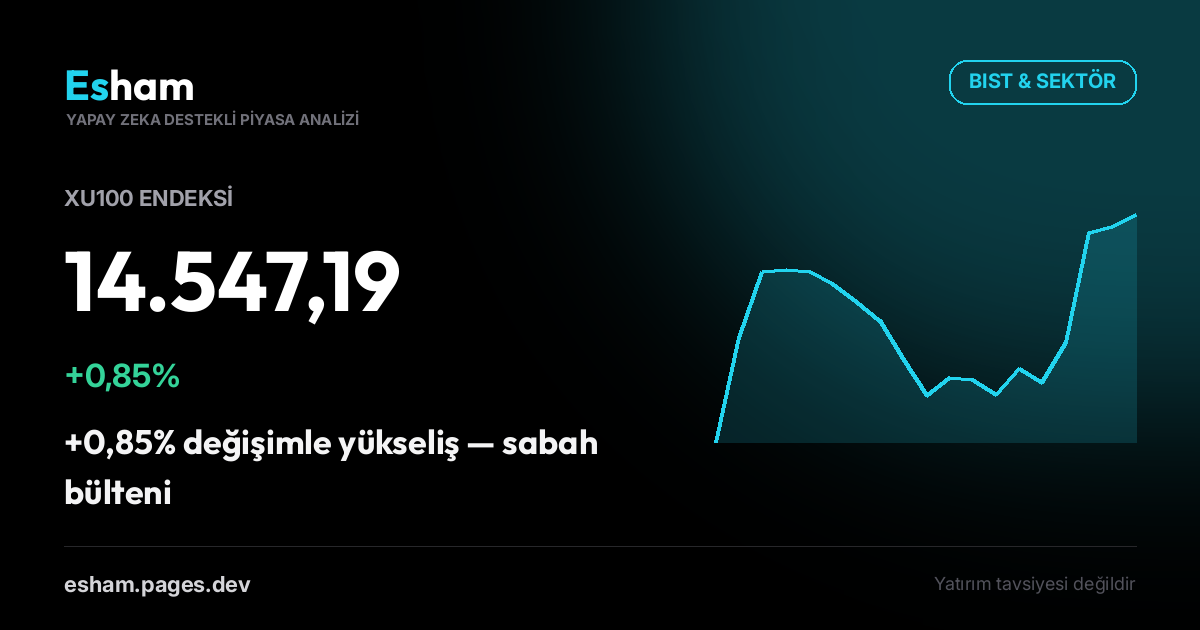 Esham
BIST & SEKTÖR
YAPAY ZEKA DESTEKLİ PİYASA ANALİZİ
XU100 ENDEKSİ
14.547,19
+0,85%
+0,85% değişimle yükseliş — sabah
bülteni
esham.pages.dev
Yatırım tavsiyesi değildir